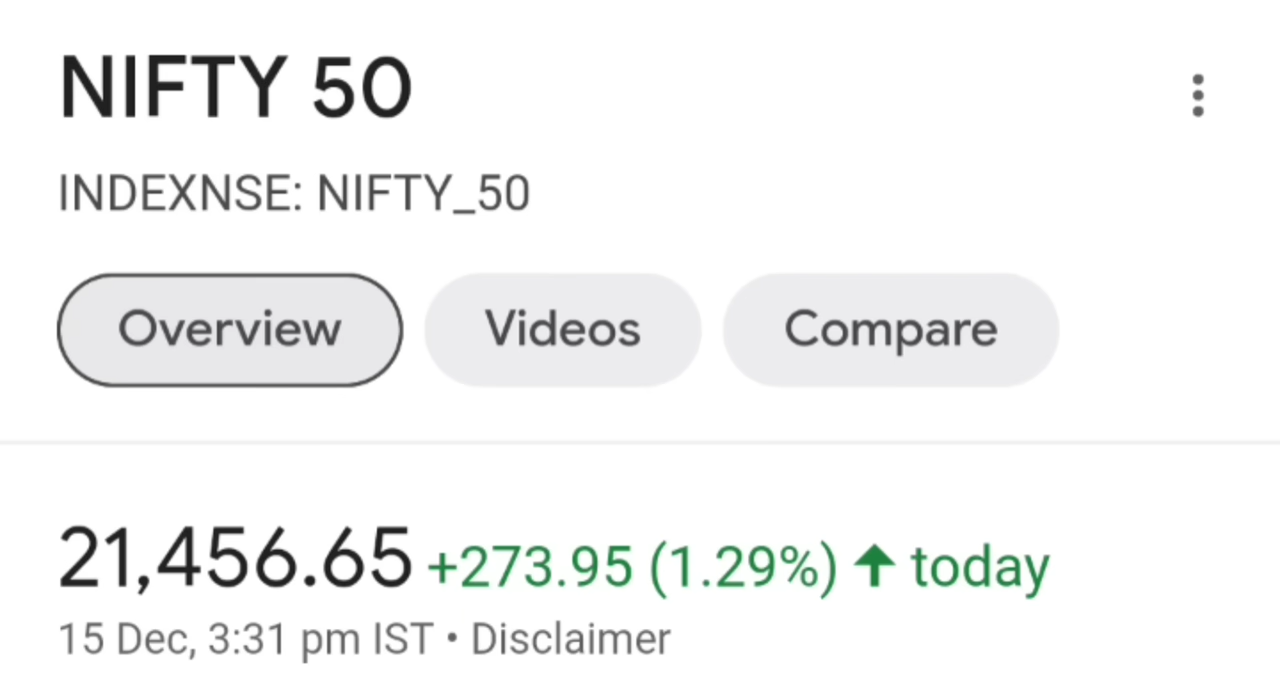 NIFTY 50
INDEXNSE: NIFTY_50
Overview Videos Compare
21,456.65 +273.95 (1.29%) ↑ today
15 Dec, 3:31 pm IST • Disclaimer